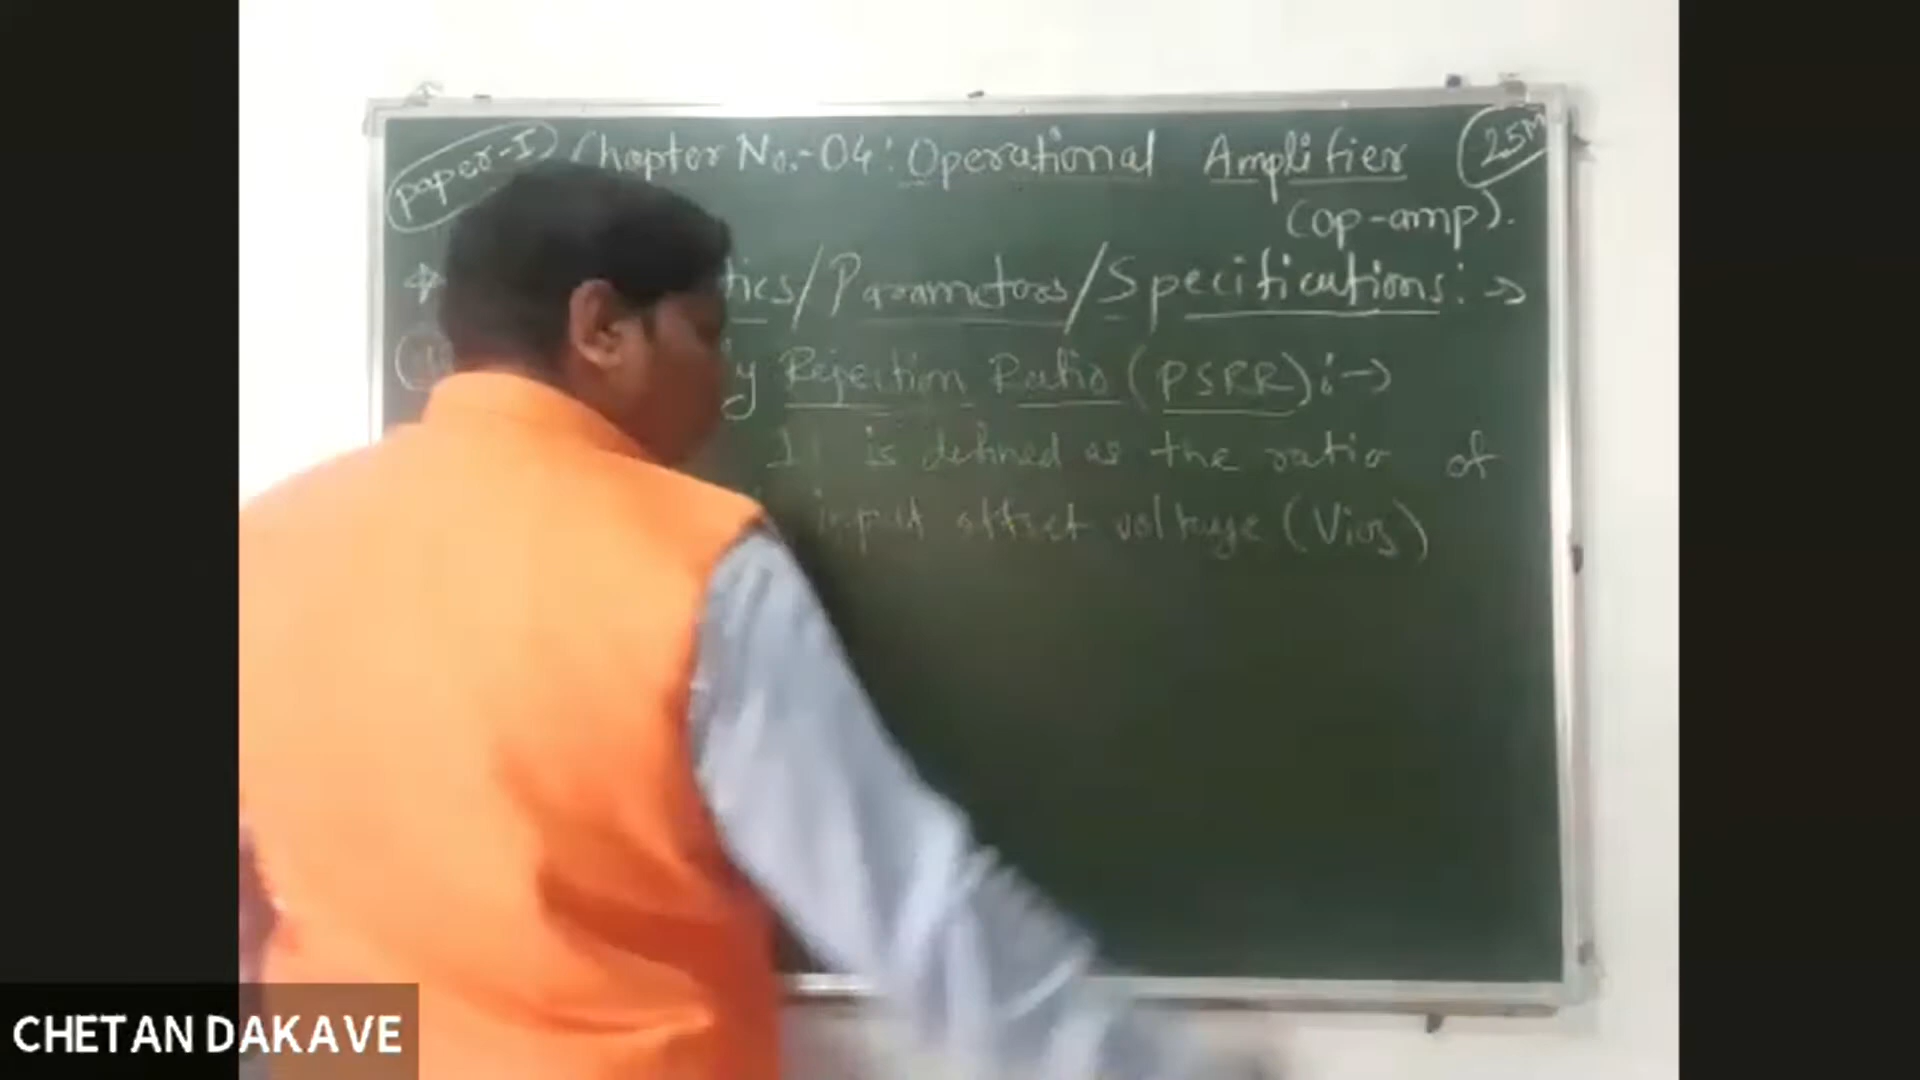 paper-I Chapter No.-04: Operational Amplifier 25M
(op-amp).
tics/Parameters/Specifications:→
y Rejection Ratio (PSRR):→
It is defined as the ratio of
input offset voltage (Vios)
CHETAN DAKAVE